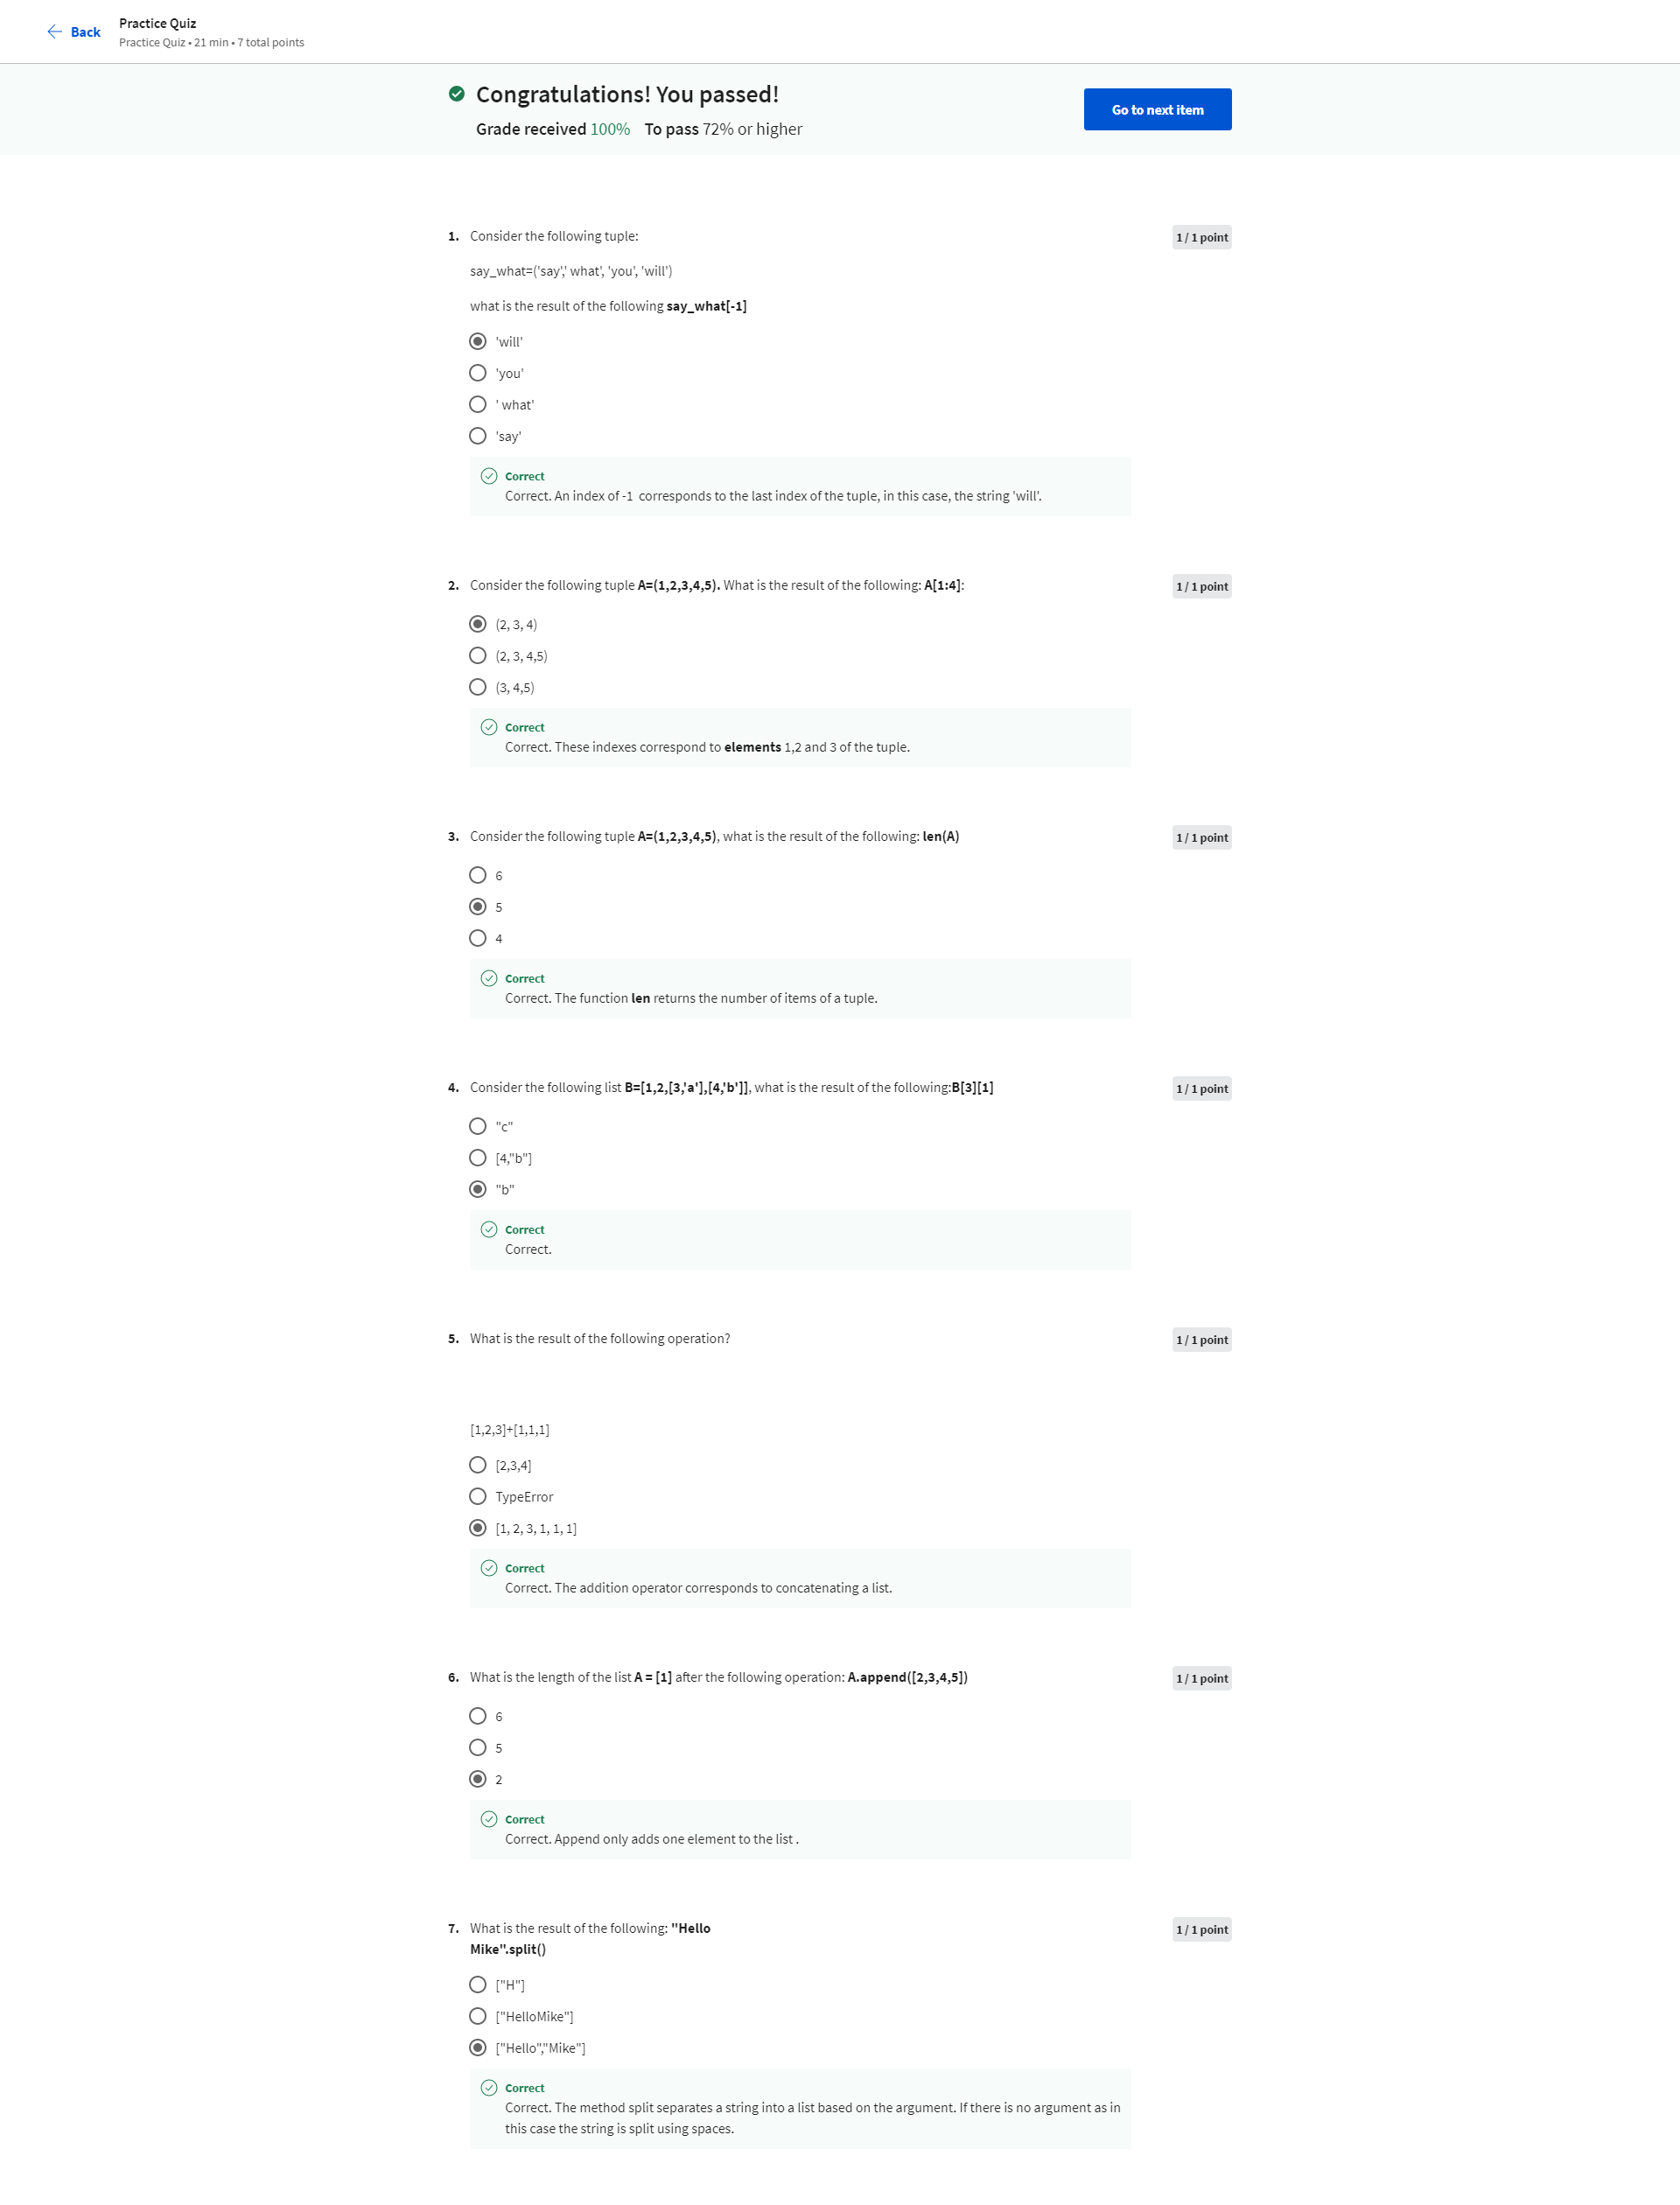 Back
Practice Quiz
Practice Quiz • 21 min • 7 total points
Congratulations! You passed!
Grade received 100% To pass 72% or higher
Go to next item
1. Consider the following tuple:
1 / 1 point
say_what=('say',' what', 'you', 'will')
what is the result of the following say_what[-1]
'will'
'you'
' what'
'say'
Correct
Correct. An index of -1 corresponds to the last index of the tuple, in this case, the string 'will'.
2. Consider the following tuple A=(1,2,3,4,5). What is the result of the following: A[1:4]:
1 / 1 point
(2, 3, 4)
(2, 3, 4,5)
(3, 4,5)
Correct
Correct. These indexes correspond to elements 1,2 and 3 of the tuple.
3. Consider the following tuple A=(1,2,3,4,5), what is the result of the following: len(A)
1 / 1 point
6
5
4
Correct
Correct. The function len returns the number of items of a tuple.
4. Consider the following list B=[1,2,[3,'a'],[4,'b']], what is the result of the following:B[3][1]
1 / 1 point
"c"
[4,"b"]
"b"
Correct
Correct.
5. What is the result of the following operation?
1 / 1 point
[1,2,3]+[1,1,1]
[2,3,4]
TypeError
[1, 2, 3, 1, 1, 1]
Correct
Correct. The addition operator corresponds to concatenating a list.
6. What is the length of the list A = [1] after the following operation: A.append([2,3,4,5])
1 / 1 point
6
5
2
Correct
Correct. Append only adds one element to the list .
7. What is the result of the following: "Hello
1 / 1 point
Mike".split()
["H"]
["HelloMike"]
["Hello","Mike"]
Correct
Correct. The method split separates a string into a list based on the argument. If there is no argument as in
this case the string is split using spaces.